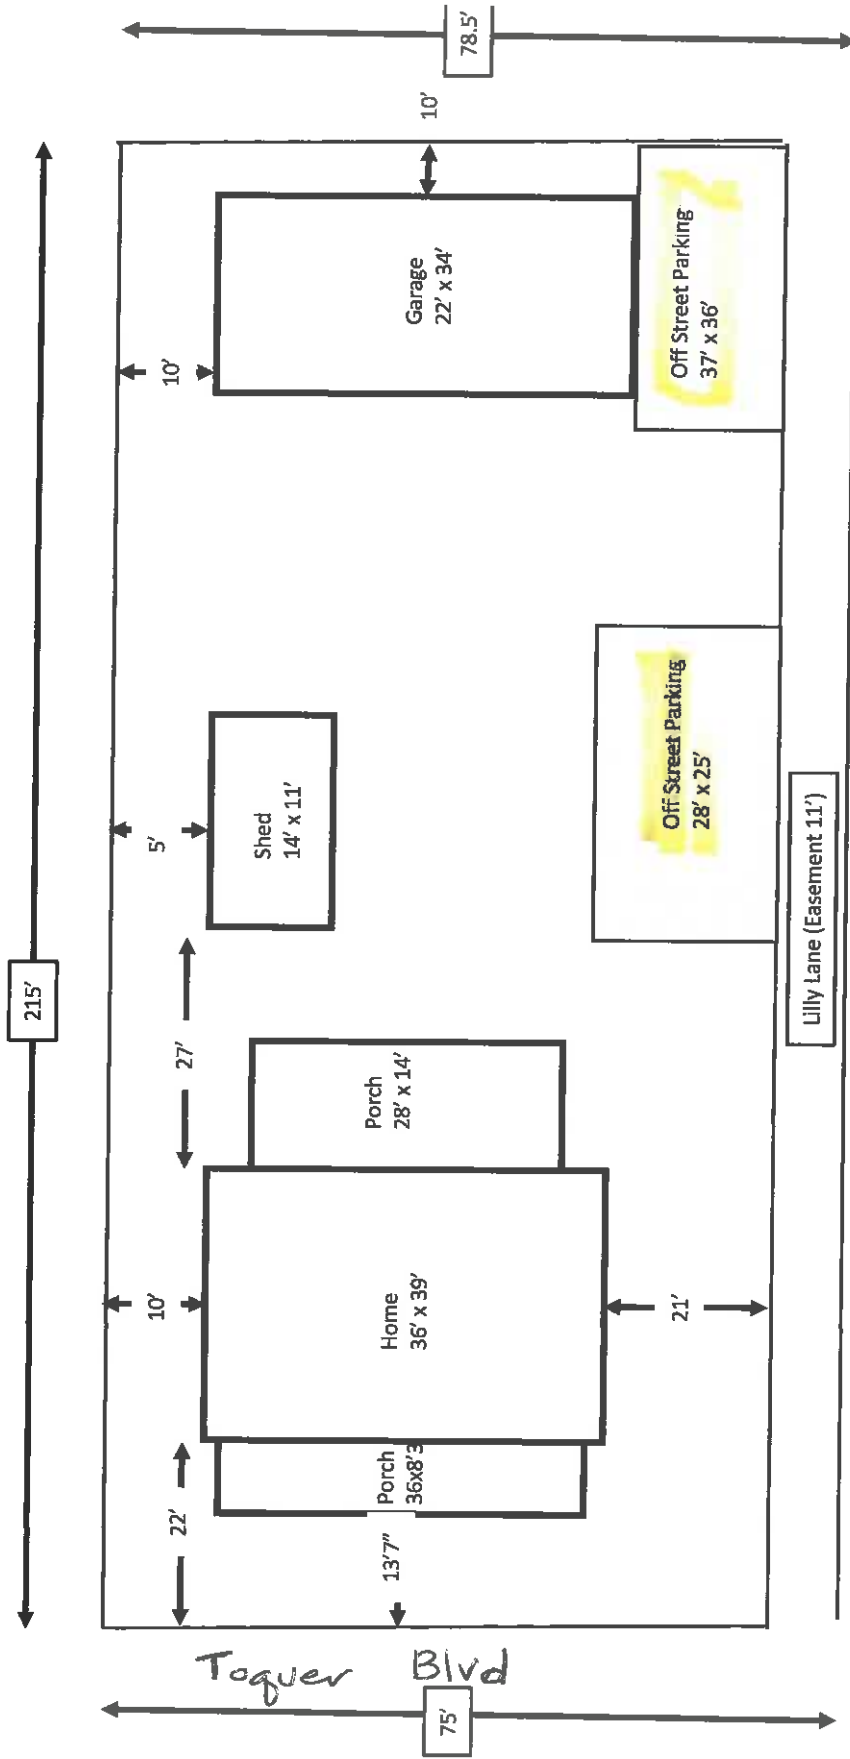 215'
78.5'
10'
10'
Garage
22' x 34'
Off Street Parking
37' x 36'
5'
Shed
14' x 11'
Off Street Parking
28' x 25'
27'
Porch
28' x 14'
Lilly Lane (Easement 11')
10'
Home
36' x 39'
21'
22'
Porch
36x8'3
13'7"
Toquer Blvd
75'